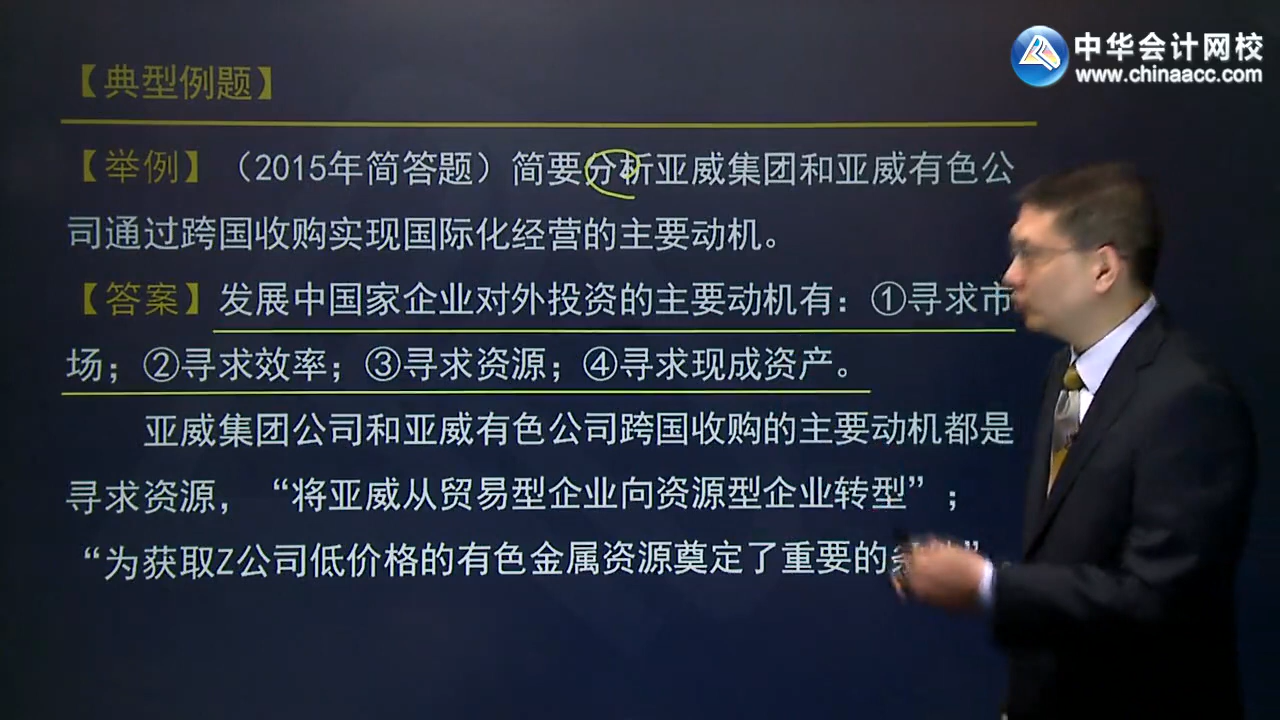 中华会计网校
www.chinaacc.com
【典型例题】
【举例】（2015年简答题）简要分析亚威集团和亚威有色公
司通过跨国收购实现国际化经营的主要动机。
【答案】发展中国家企业对外投资的主要动机有：①寻求市
场；②寻求效率；③寻求资源；④寻求现成资产。
亚威集团公司和亚威有色公司跨国收购的主要动机都是
寻求资源，“将亚威从贸易型企业向资源型企业转型”；
“为获取Z公司低价格的有色金属资源奠定了重要的